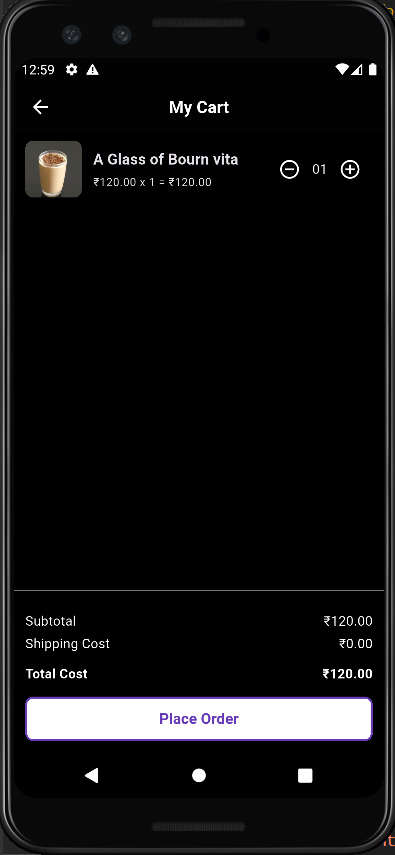 12:59
My Cart
A Glass of Bourn vita
₹120.00 x 1 = ₹120.00
01
Subtotal ₹120.00
Shipping Cost ₹0.00
Total Cost ₹120.00
Place Order